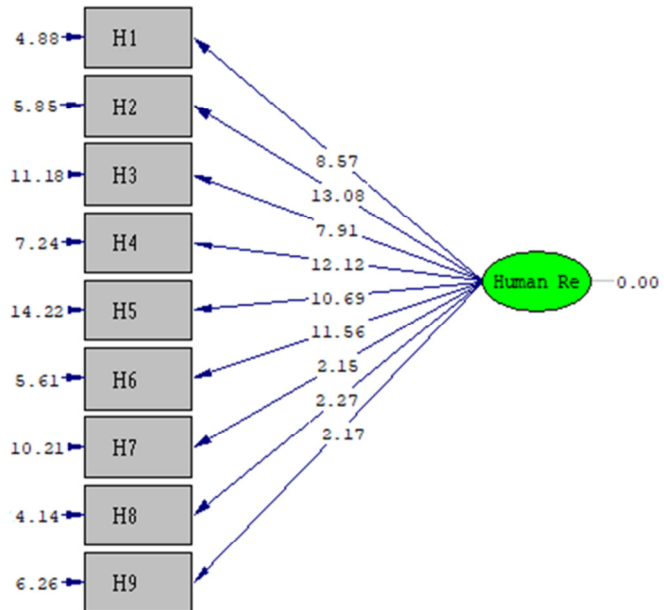 4.88 H1
8.57
5.85 H2
13.08
11.18 H3
7.91
7.24 H4
12.12
Human Re 0.00
14.22 H5
10.69
11.56
5.61 H6
2.15
2.27
10.21 H7
2.17
4.14 H8
6.26 H9